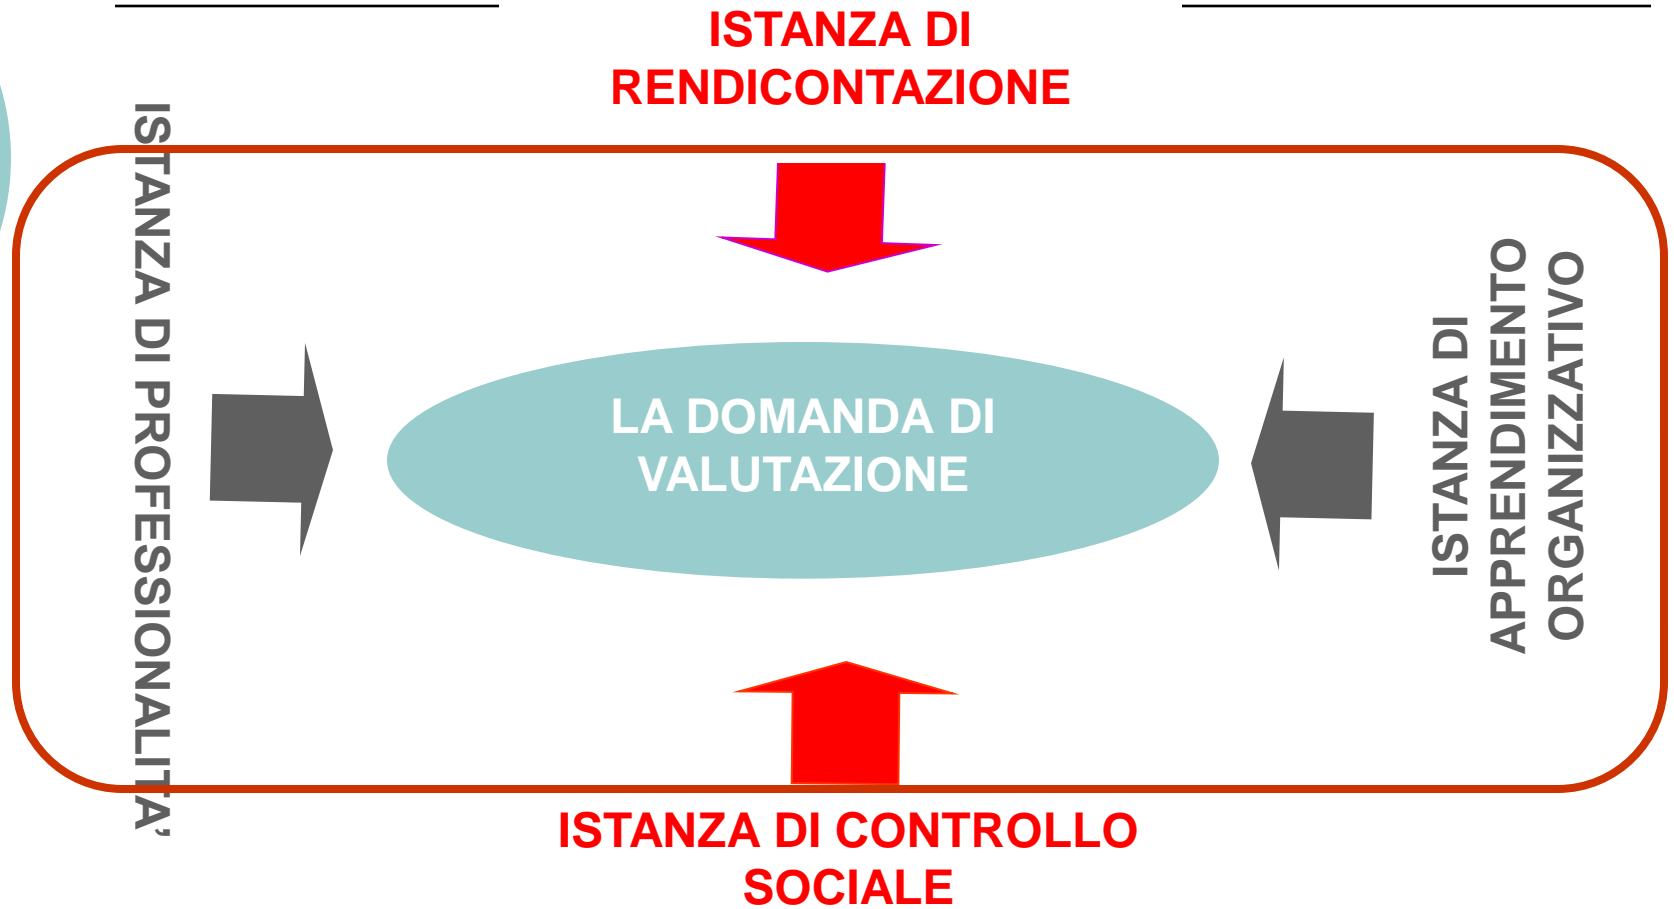 ISTANZA DI
RENDICONTAZIONE
ISTANZA DI PROFESSIONALITA’
LA DOMANDA DI
VALUTAZIONE
ISTANZA DI
APPRENDIMENTO
ORGANIZZATIVO
ISTANZA DI CONTROLLO
SOCIALE